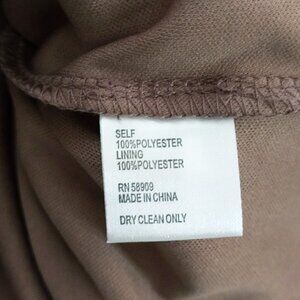 SELF
100%POLYESTER
LINING
100%POLYESTER
RN 58909
MADE IN CHINA
DRY CLEAN ONLY